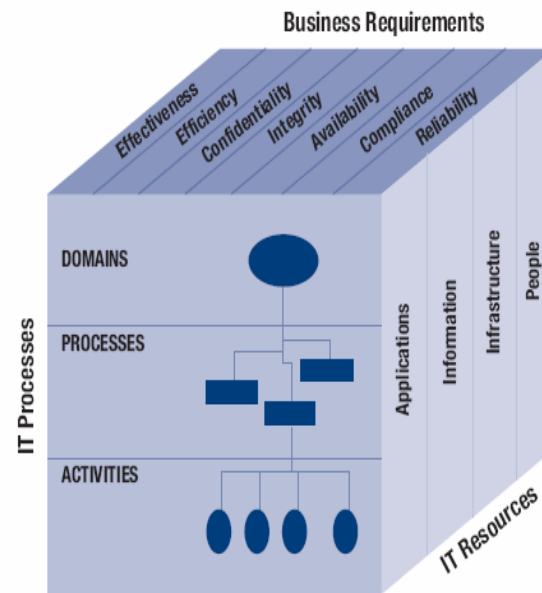 Business Requirements
Effectiveness
Efficiency
Confidentiality
Integrity
Availability
Compliance
Reliability
IT Processes
DOMAINS
PROCESSES
ACTIVITIES
Applications
Information
Infrastructure
People
IT Resources